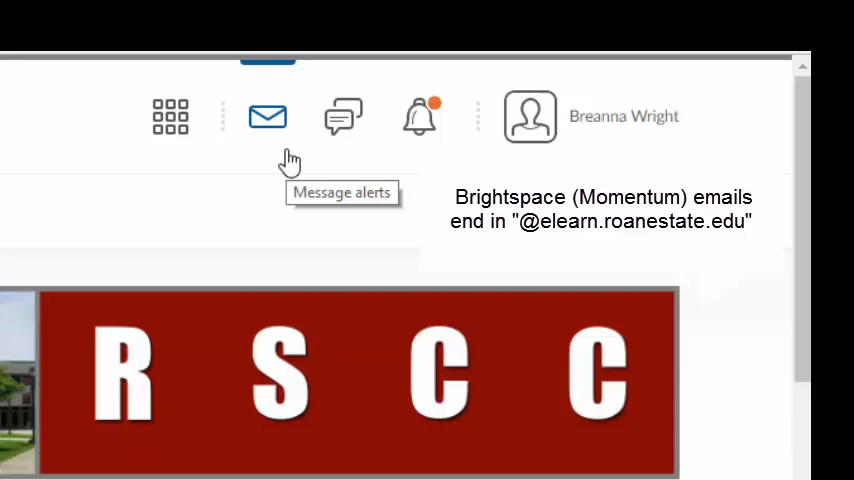 Breanna Wright
Message alerts
Brightspace (Momentum) emails
end in "@elearn.roanestate.edu"
R S C C